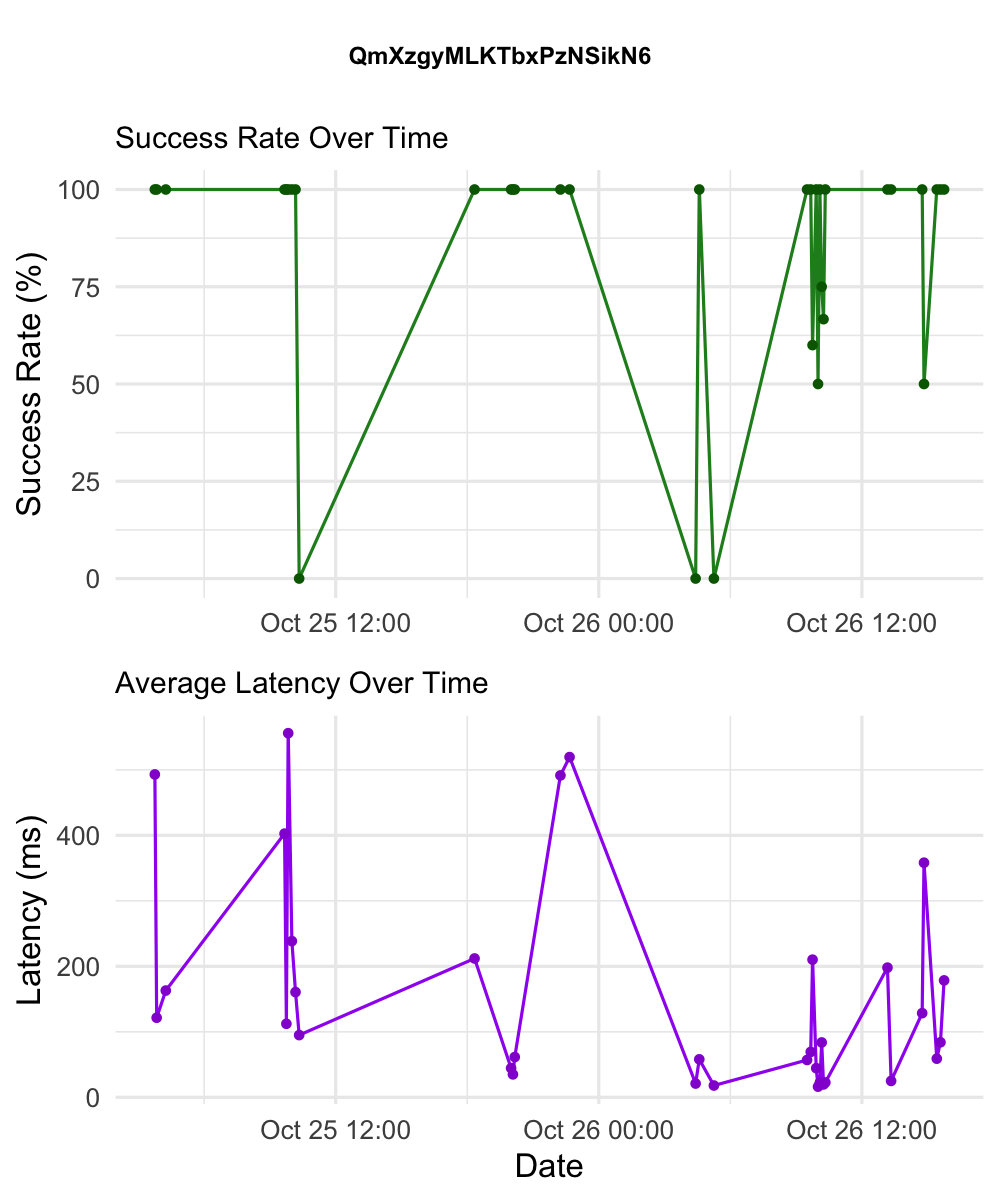 QmXzgyMLKTbxPzNSikN6
Success Rate Over Time
Success Rate (%)
100
75
50
25
0
Oct 25 12:00 Oct 26 00:00 Oct 26 12:00
Average Latency Over Time
Latency (ms)
400
200
0
Oct 25 12:00 Oct 26 00:00 Oct 26 12:00
Date